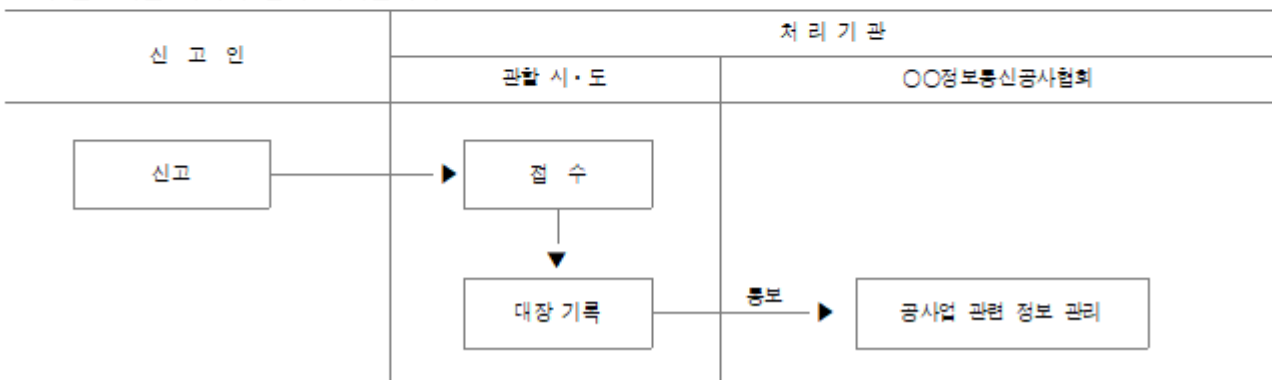 신 고 인
처 리 기 관
관할 시·도
○○정보통신공사협회
신고
접 수
대장 기록
통보
공사업 관련 정보 관리